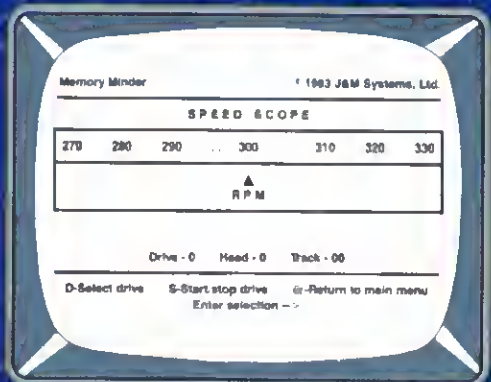 Memory Minder © 1983 J&M Systems, Ltd.
SPEED SCOPE
270 280 290 .. 300 310 320 330
▲
RPM
Drive - 0 Head - 0 Track - 00
D-Select drive S-Start stop drive @-Return to main menu
Enter selection -->